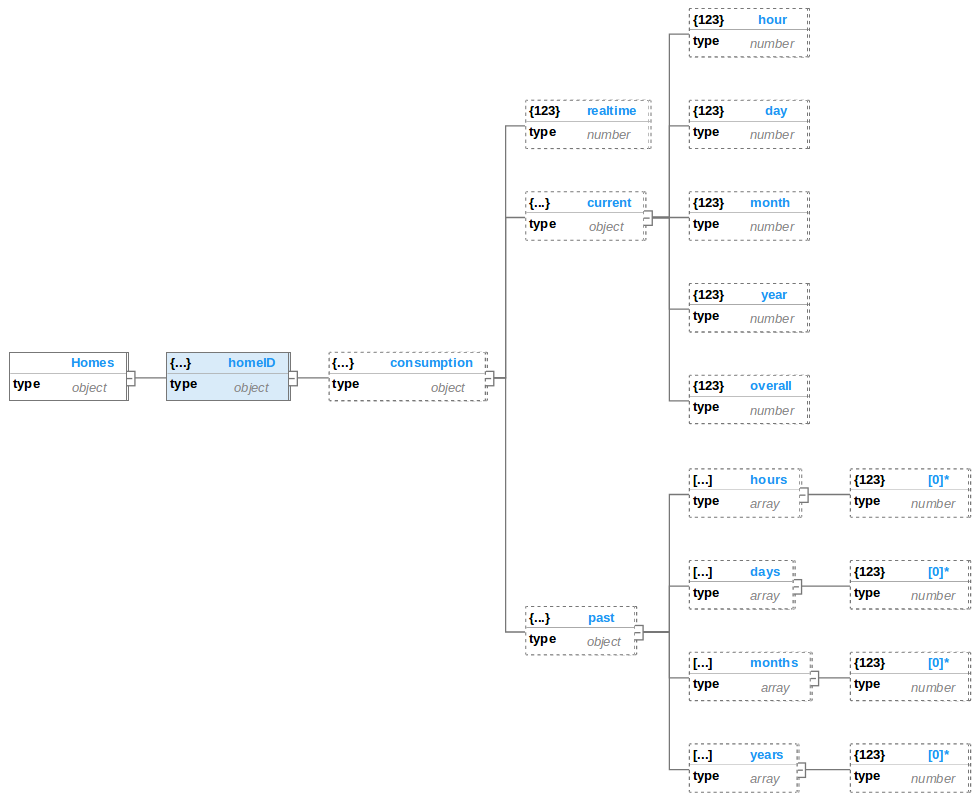 {123} hour
type number
{123} realtime
type number
{123} day
type number
{...} current
type object
{123} month
type number
{123} year
type number
Homes
type object
{...} homeID
type object
{...} consumption
type object
{123} overall
type number
[...] hours
type array
{123} [0]*
type number
[...] days
type array
{123} [0]*
type number
{...} past
type object
[...] months
type array
{123} [0]*
type number
[...] years
type array
{123} [0]*
type number